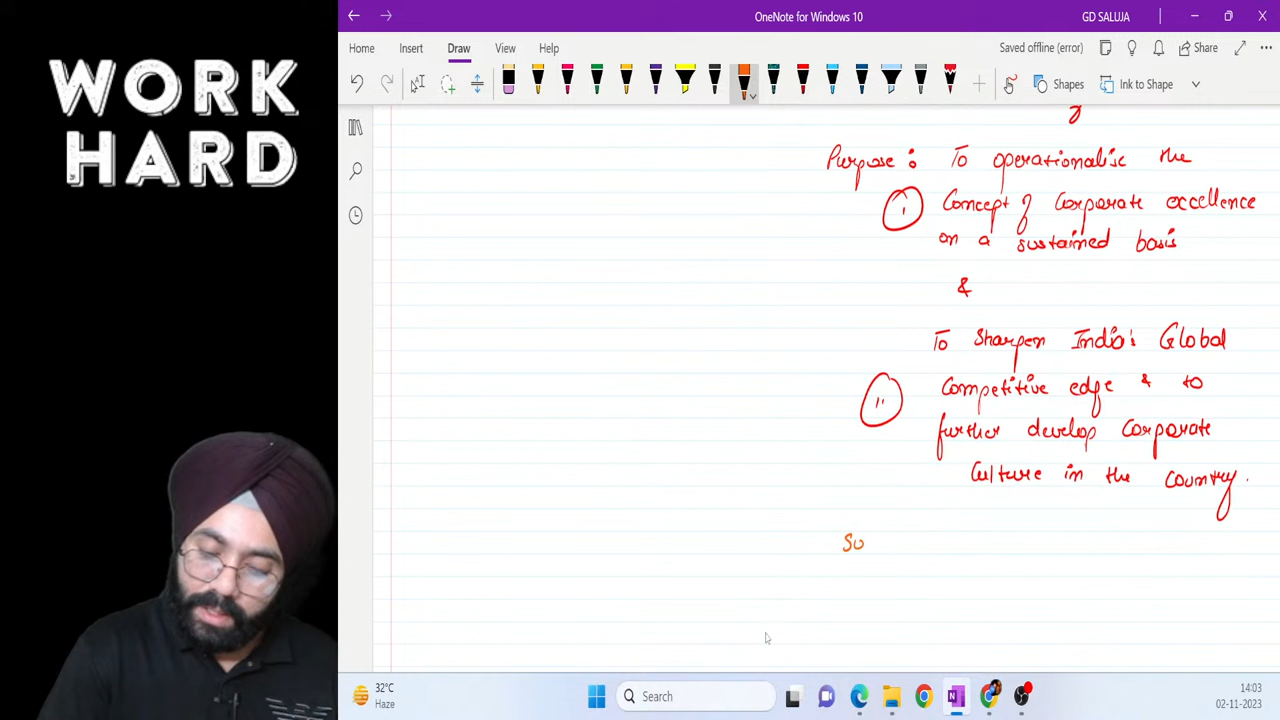 WORK
HARD
OneNote for Windows 10
GD SALUJA
Home Insert Draw View Help
Saved offline (error)
Share
Shapes
Ink to Shape
Purpose : To operationalise the
i Concept of Corporate excellence
on a sustained basis
&
To Sharpen India's Global
ii Competitive edge & to
further develop Corporate
Culture in the Country.
So
32°C
Haze
Search
14:03
02-11-2023